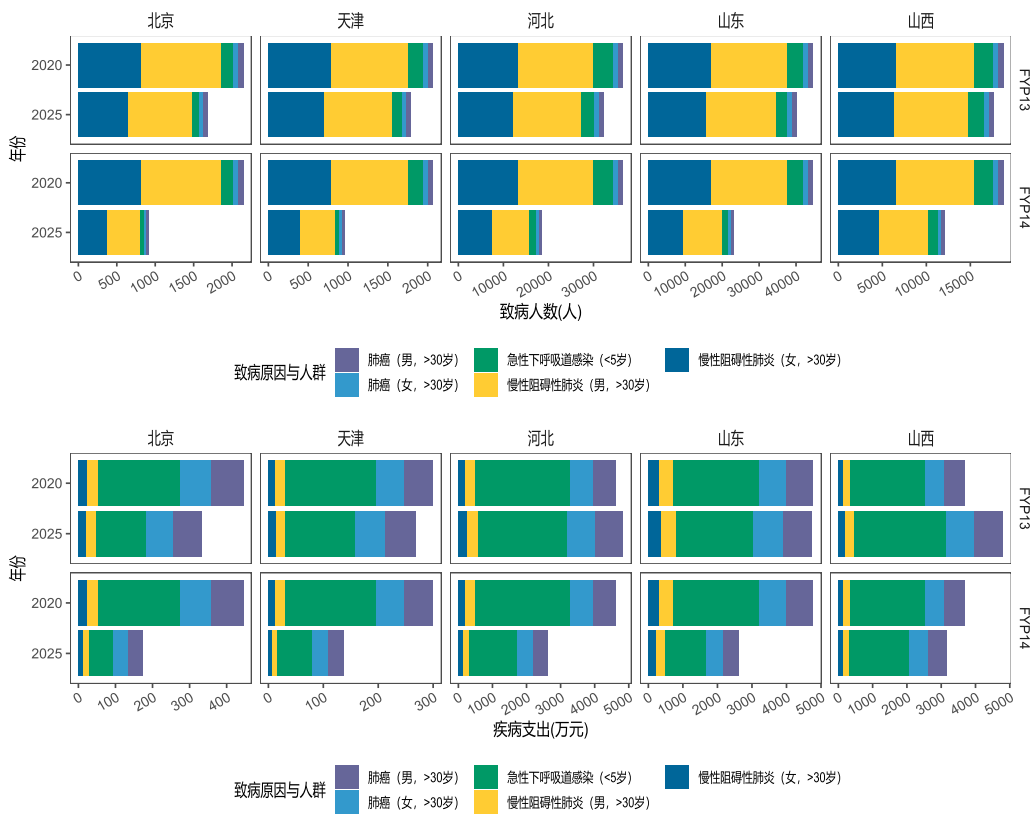 北京 天津 河北 山东 山西
2020
2025
FYP13
年份
2020
2025
FYP14
0 500 1000 1500 2000 0 500 1000 1500 2000 0 10000 20000 30000 0 10000 20000 30000 40000 0 5000 10000 15000
致病人数(人)
致病原因与人群
肺癌（男，>30岁） 急性下呼吸道感染（<5岁） 慢性阻碍性肺炎（女，>30岁）
肺癌（女，>30岁） 慢性阻碍性肺炎（男，>30岁）
北京 天津 河北 山东 山西
2020
2025
FYP13
年份
2020
2025
FYP14
0 100 200 300 400 0 100 200 300 0 1000 2000 3000 4000 5000 0 1000 2000 3000 4000 5000 0 1000 2000 3000 4000 5000
疾病支出(万元)
致病原因与人群
肺癌（男，>30岁） 急性下呼吸道感染（<5岁） 慢性阻碍性肺炎（女，>30岁）
肺癌（女，>30岁） 慢性阻碍性肺炎（男，>30岁）